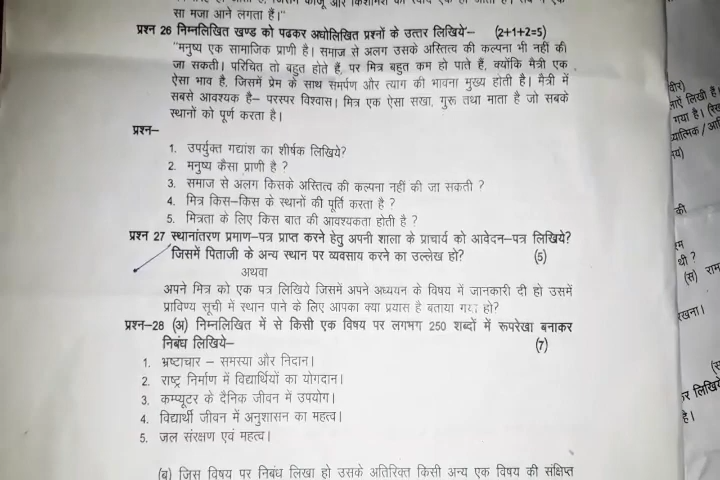 सा मजा आने लगता है।"
प्रश्न 26 निम्नलिखित खण्ड को पढकर अधोलिखित प्रश्नों के उत्तर लिखिये– (2+1+2=5)
"मनुष्य एक सामाजिक प्राणी है। समाज से अलग उसके अस्तित्व की कल्पना भी नहीं की
जा सकती। परिचित तो बहुत होते हैं, पर मित्र बहुत कम हो पाते हैं, क्योंकि मैत्री एक
ऐसा भाव है, जिसमें प्रेम के साथ समर्पण और त्याग की भावना मुख्य होती है। मैत्री में
सबसे आवश्यक है– परस्पर विश्वास। मित्र एक ऐसा सखा, गुरू तथा माता है जो सबके
स्थानों को पूर्ण करता है।
प्रश्न–
1. उपर्युक्त गद्यांश का शीर्षक लिखिये?
2. मनुष्य कैसा प्राणी है ?
3. समाज से अलग किसके अस्तित्व की कल्पना नहीं की जा सकती ?
4. मित्र किस–किस के स्थानों की पूर्ति करता है ?
5. मित्रता के लिए किस बात की आवश्यकता होती है ?
प्रश्न 27 स्थानांतरण प्रमाण–पत्र प्राप्त करने हेतु अपनी शाला के प्राचार्य को आवेदन–पत्र लिखिये?
जिसमें पिताजी के अन्य स्थान पर व्यवसाय करने का उल्लेख हो? (5)
अथवा
अपने मित्र को एक पत्र लिखिये जिसमें अपने अध्ययन के विषय में जानकारी दी हो उसमें
प्राविण्य सूची में स्थान पाने के लिए आपका क्या प्रयास है बताया गया हो?
प्रश्न–28 (अ) निम्नलिखित में से किसी एक विषय पर लगभग 250 शब्दों में रूपरेखा बनाकर
निबंध लिखिये– (7)
1. भ्रष्टाचार – समस्या और निदान।
2. राष्ट्र निर्माण में विद्यार्थियों का योगदान।
3. कम्प्यूटर के दैनिक जीवन में उपयोग।
4. विद्यार्थी जीवन में अनुशासन का महत्व।
5. जल संरक्षण एवं महत्व।
(ब) जिस विषय पर निबंध लिखा हो उसके अतिरिक्त किसी अन्य एक विषय की संक्षिप्त
लिखी है।
गया है।
की
थी ?
(स) राम
है।